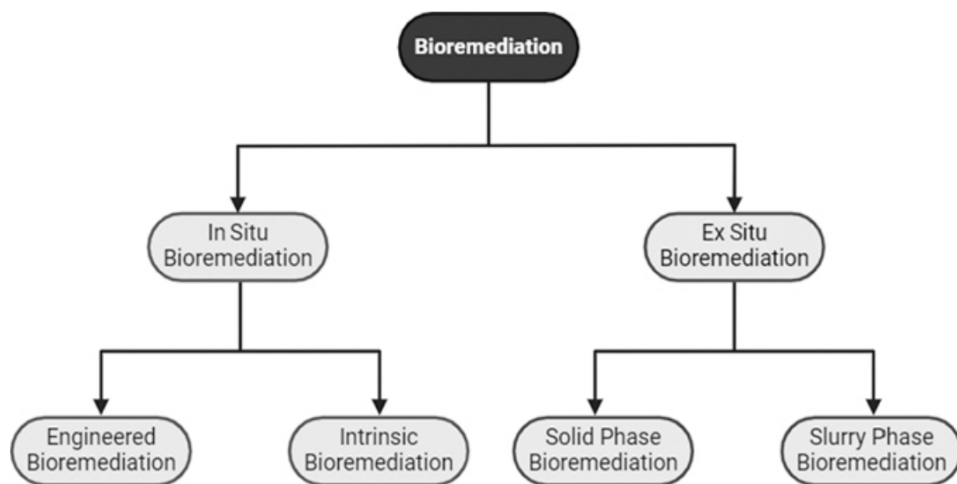 Bioremediation
In Situ
Bioremediation
Ex Situ
Bioremediation
Engineered
Bioremediation
Intrinsic
Bioremediation
Solid Phase
Bioremediation
Slurry Phase
Bioremediation